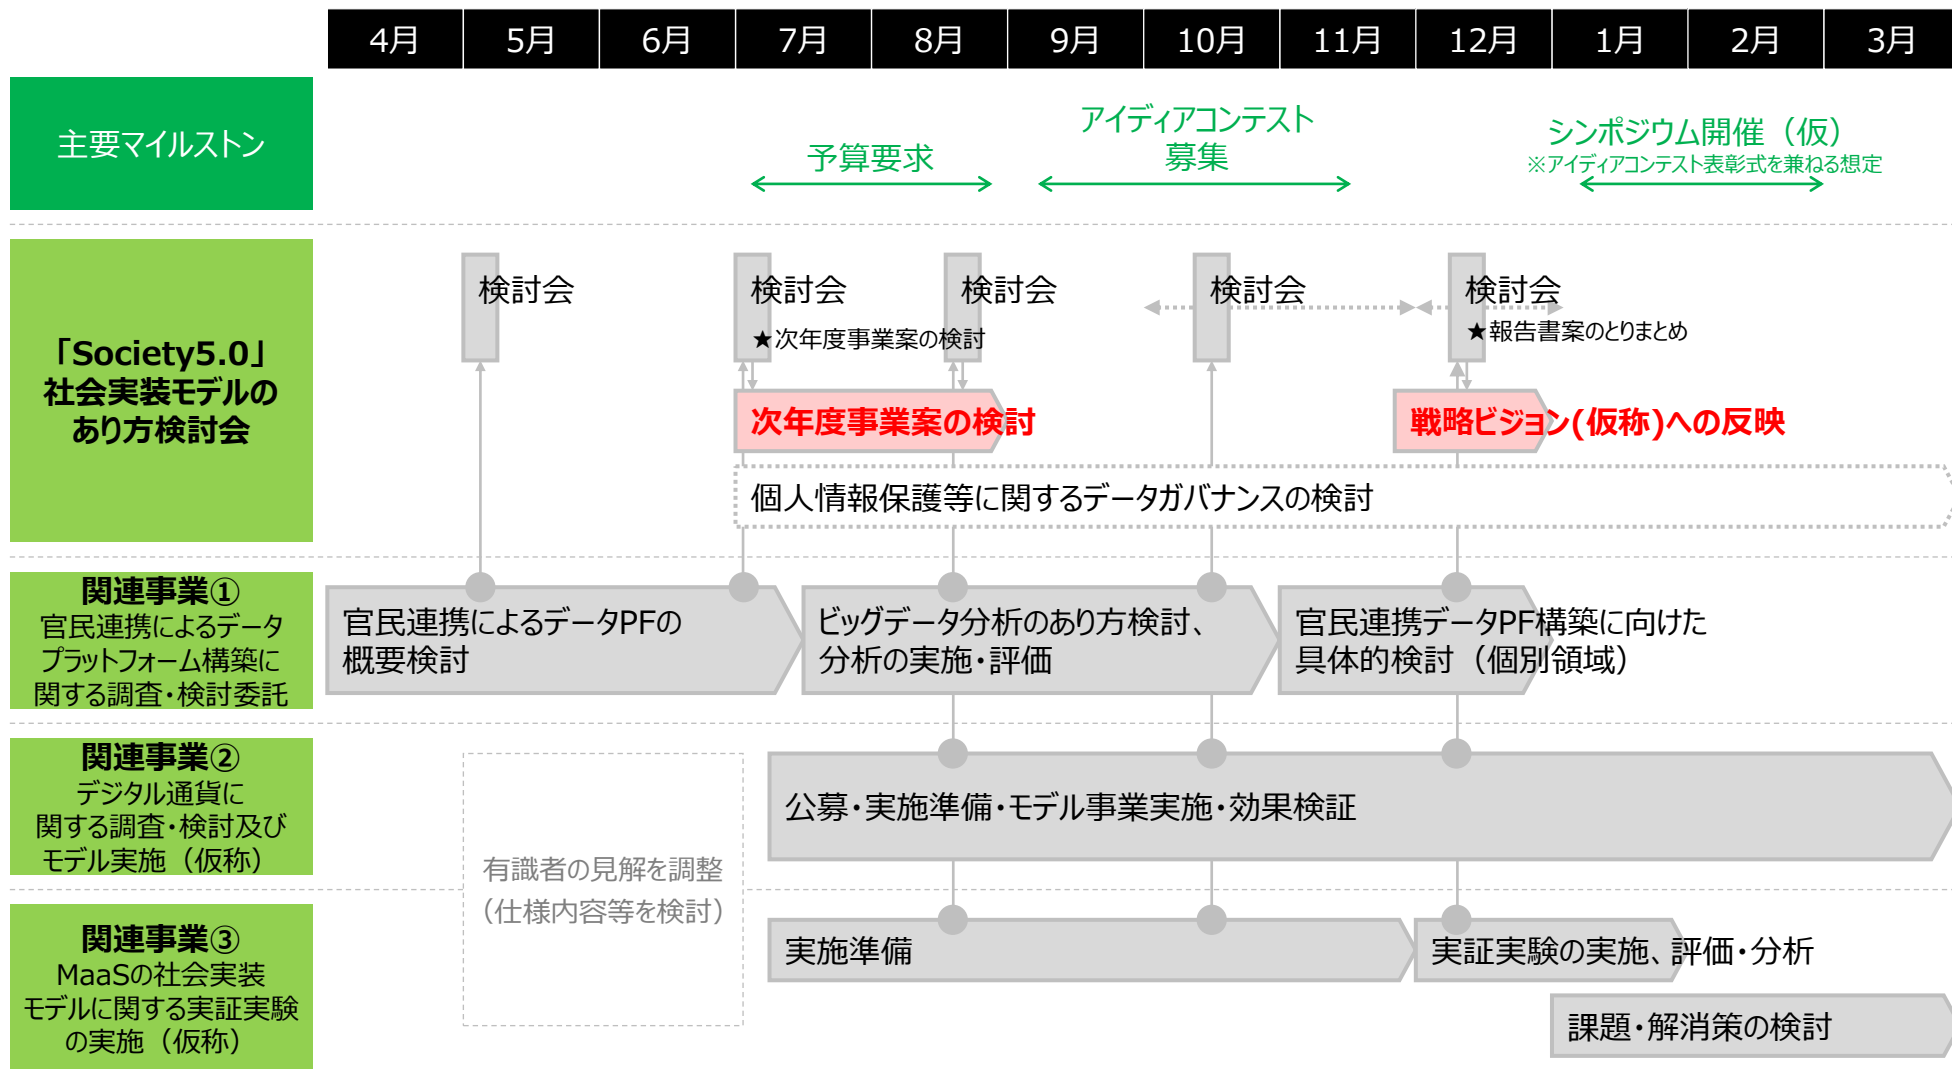 4月 5月 6月 7月 8月 9月 10月 11月 12月 1月 2月 3月
主要マイルストン
予算要求
アイディアコンテスト
募集
シンポジウム開催（仮）
※アイディアコンテスト表彰式を兼ねる想定
「Society5.0」
社会実装モデルの
あり方検討会
検討会
検討会
検討会
検討会
検討会
★次年度事業案の検討
★報告書案のとりまとめ
次年度事業案の検討
戦略ビジョン(仮称)への反映
個人情報保護等に関するデータガバナンスの検討
関連事業①
官民連携によるデータ
プラットフォーム構築に
関する調査・検討委託
官民連携によるデータPFの
概要検討
ビッグデータ分析のあり方検討、
分析の実施・評価
官民連携データPF構築に向けた
具体的検討（個別領域）
関連事業②
デジタル通貨に
関する調査・検討及び
モデル実施（仮称）
公募・実施準備・モデル事業実施・効果検証
有識者の見解を調整
（仕様内容等を検討）
関連事業③
MaaSの社会実装
モデルに関する実証実験
の実施（仮称）
実施準備
実証実験の実施、評価・分析
課題・解消策の検討